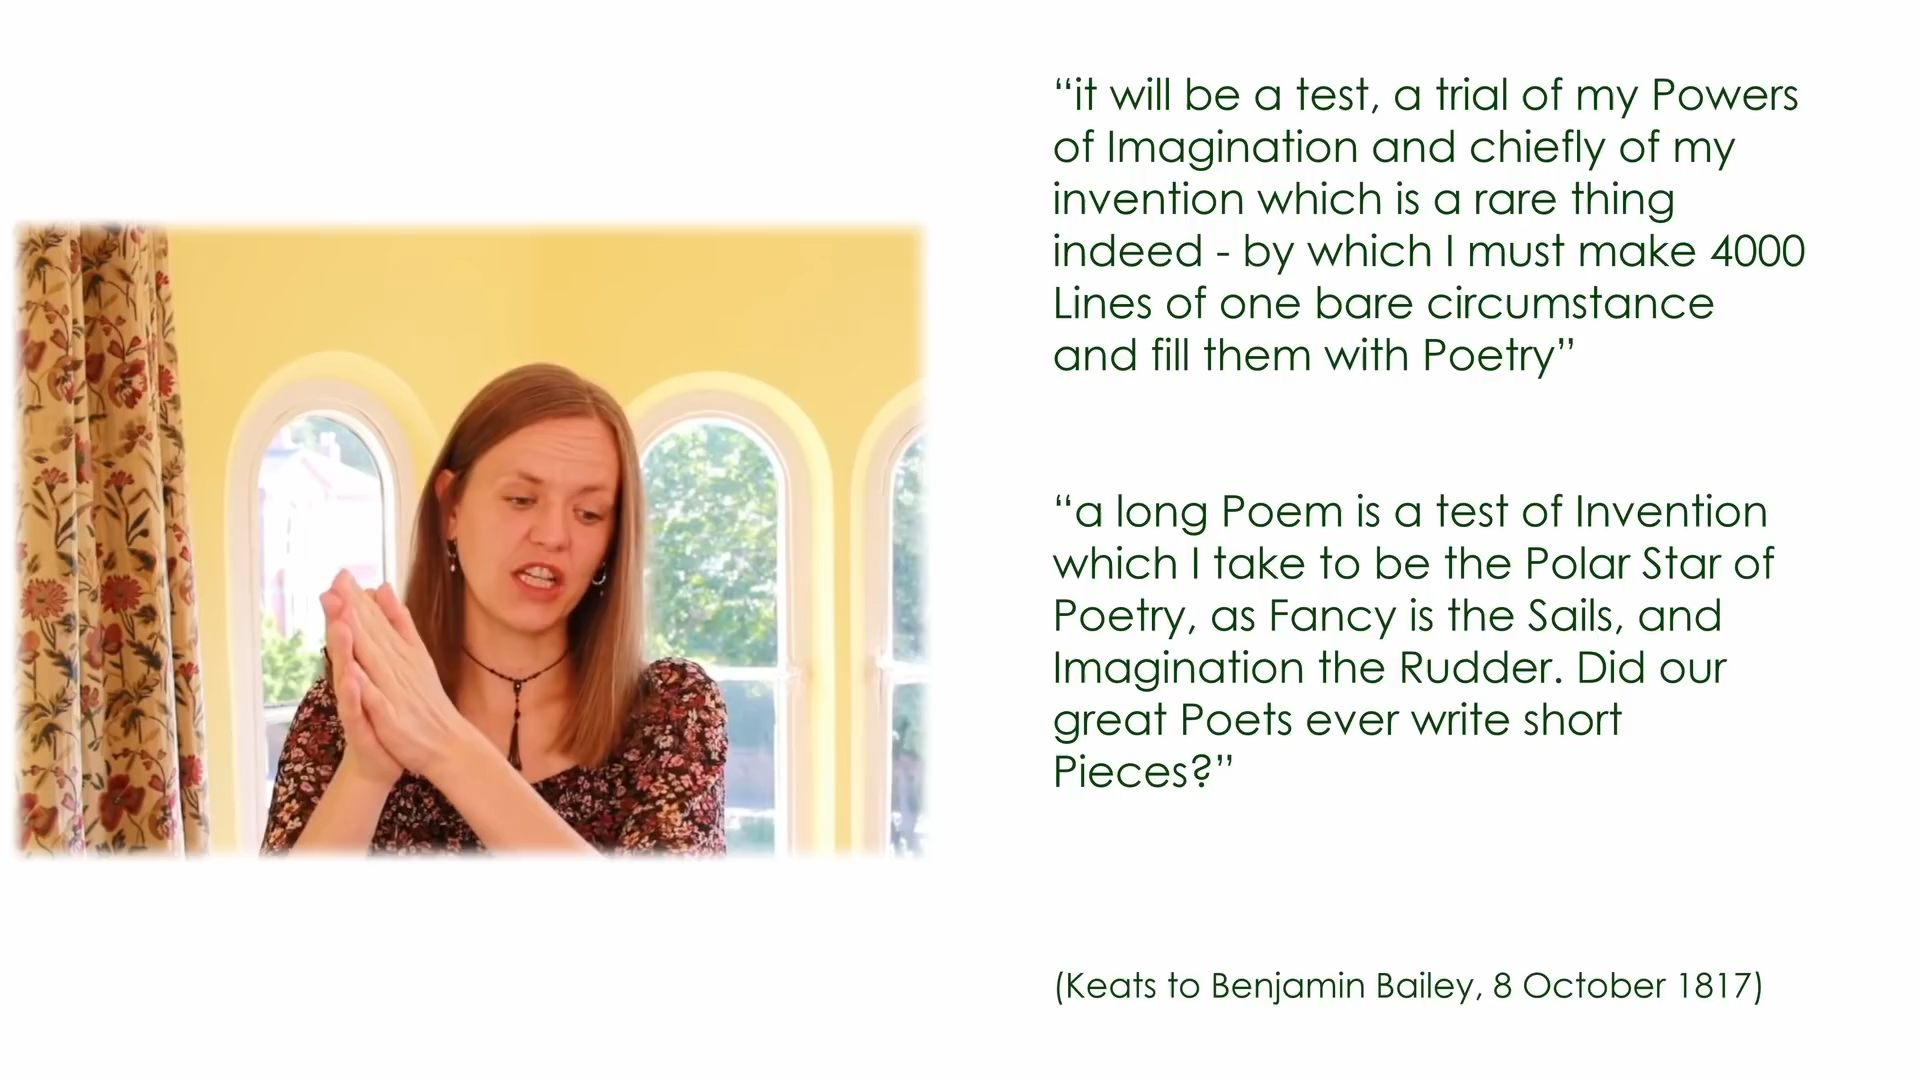 “it will be a test, a trial of my Powers
of Imagination and chiefly of my
invention which is a rare thing
indeed - by which I must make 4000
Lines of one bare circumstance
and fill them with Poetry”
“a long Poem is a test of Invention
which I take to be the Polar Star of
Poetry, as Fancy is the Sails, and
Imagination the Rudder. Did our
great Poets ever write short
Pieces?”
(Keats to Benjamin Bailey, 8 October 1817)